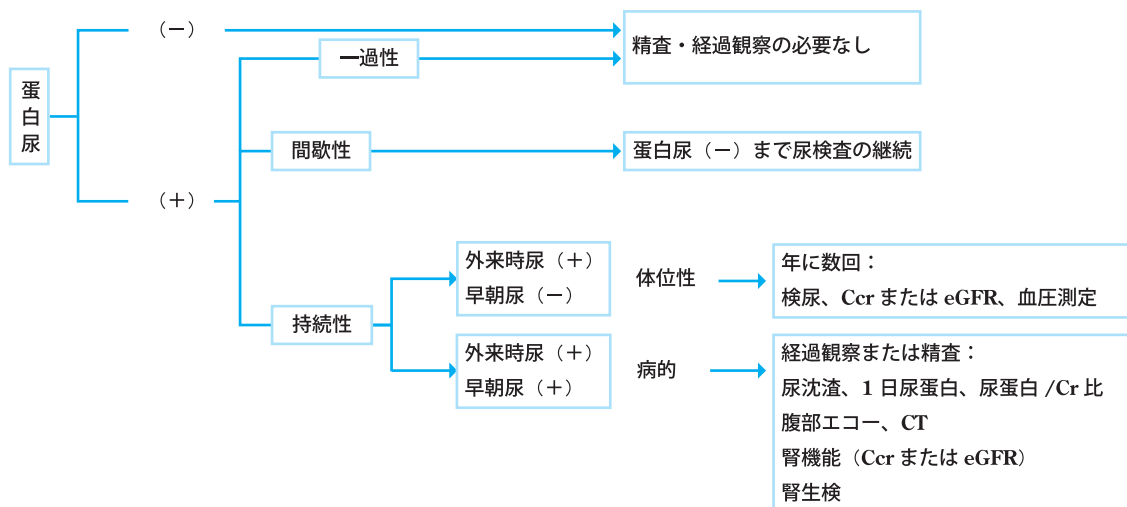 蛋白尿
（－）
一過性
精査・経過観察の必要なし
間歇性
蛋白尿（－）まで尿検査の継続
（＋）
持続性
外来時尿（＋）
早朝尿（－）
体位性
年に数回：
検尿、Ccr または eGFR、血圧測定
外来時尿（＋）
早朝尿（＋）
病的
経過観察または精査：
尿沈渣、1 日尿蛋白、尿蛋白 /Cr 比
腹部エコー、CT
腎機能（Ccr または eGFR）
腎生検